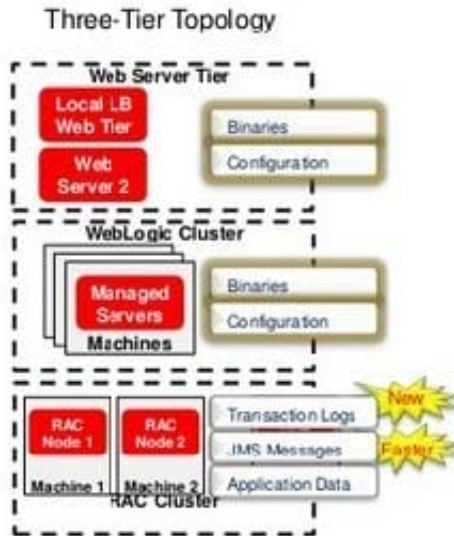 Three-Tier Topology
Web Server Tier
Local LB
Web Tier
Web
Server 2
Binaries
Configuration
WebLogic Cluster
Managed
Servers
Machines
Binaries
Configuration
RAC
Node 1
RAC
Node 2
Machine 1
Machine 2
RAC Cluster
Transaction Logs
New
JMS Messages
Faster
Application Data